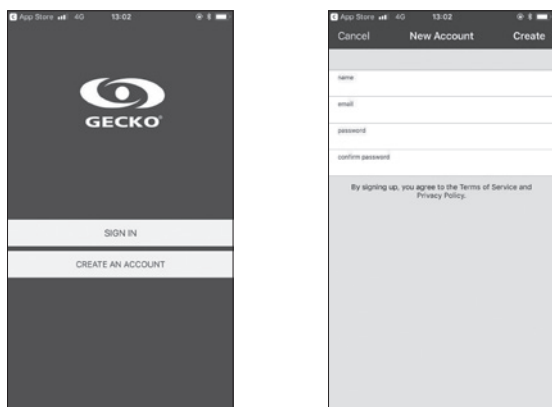 App Store 4G 13:02
GECKO
SIGN IN
CREATE AN ACCOUNT
App Store 4G 13:02
Cancel New Account Create
name
email
password
confirm password
By signing up, you agree to the Terms of Service and
Privacy Policy.